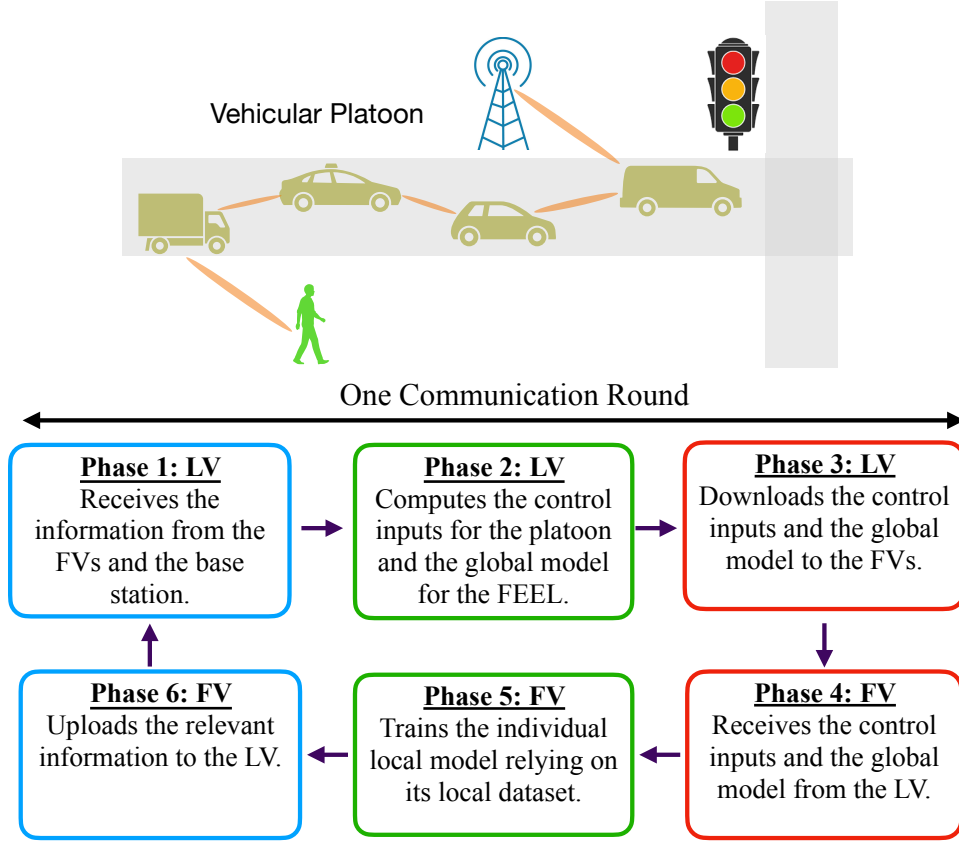 Vehicular Platoon
One Communication Round
Phase 1: LV
Receives the
information from the
FVs and the base
station.
Phase 2: LV
Computes the control
inputs for the platoon
and the global model
for the FEEL.
Phase 3: LV
Downloads the control
inputs and the global
model to the FVs.
Phase 6: FV
Uploads the relevant
information to the LV.
Phase 5: FV
Trains the individual
local model relying on
its local dataset.
Phase 4: FV
Receives the control
inputs and the global
model from the LV.